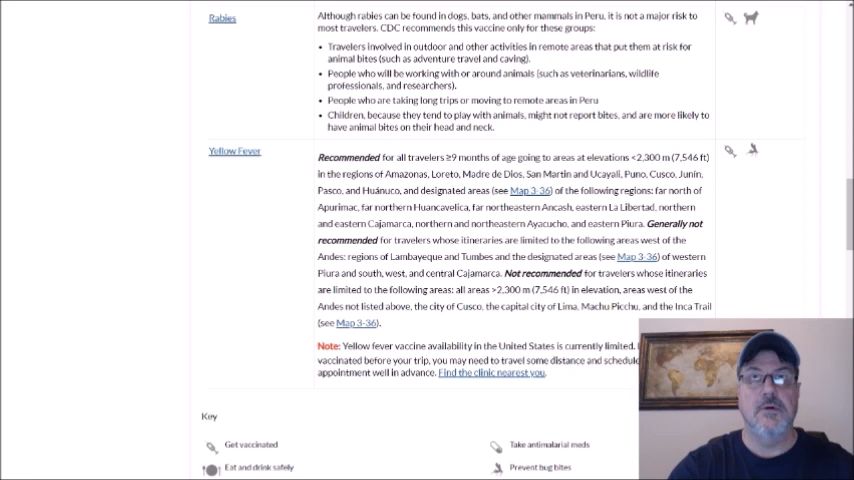 Rabies
Although rabies can be found in dogs, bats, and other mammals in Peru, it is not a major risk to
most travelers. CDC recommends this vaccine only for these groups:
• Travelers involved in outdoor and other activities in remote areas that put them at risk for
animal bites (such as adventure travel and caving).
• People who will be working with or around animals (such as veterinarians, wildlife
professionals, and researchers).
• People who are taking long trips or moving to remote areas in Peru
• Children, because they tend to play with animals, might not report bites, and are more likely to
have animal bites on their head and neck.
Yellow Fever
Recommended for all travelers ≥9 months of age going to areas at elevations <2,300 m (7,546 ft)
in the regions of Amazonas, Loreto, Madre de Dios, San Martin and Ucayali, Puno, Cusco, Junín,
Pasco, and Huánuco, and designated areas (see Map 3-36) of the following regions: far north of
Apurimac, far northern Huancavelica, far northeastern Ancash, eastern La Libertad, northern
and eastern Cajamarca, northern and northeastern Ayacucho, and eastern Piura. Generally not
recommended for travelers whose itineraries are limited to the following areas west of the
Andes: regions of Lambayeque and Tumbes and the designated areas (see Map 3-36) of western
Piura and south, west, and central Cajamarca. Not recommended for travelers whose itineraries
are limited to the following areas: all areas >2,300 m (7,546 ft) in elevation, areas west of the
Andes not listed above, the city of Cusco, the capital city of Lima, Machu Picchu, and the Inca Trail
(see Map 3-36).
Note: Yellow fever vaccine availability in the United States is currently limited.
vaccinated before your trip, you may need to travel some distance and schedule
appointment well in advance. Find the clinic nearest you.
Key
Get vaccinated
Take antimalarial meds
Eat and drink safely
Prevent bug bites